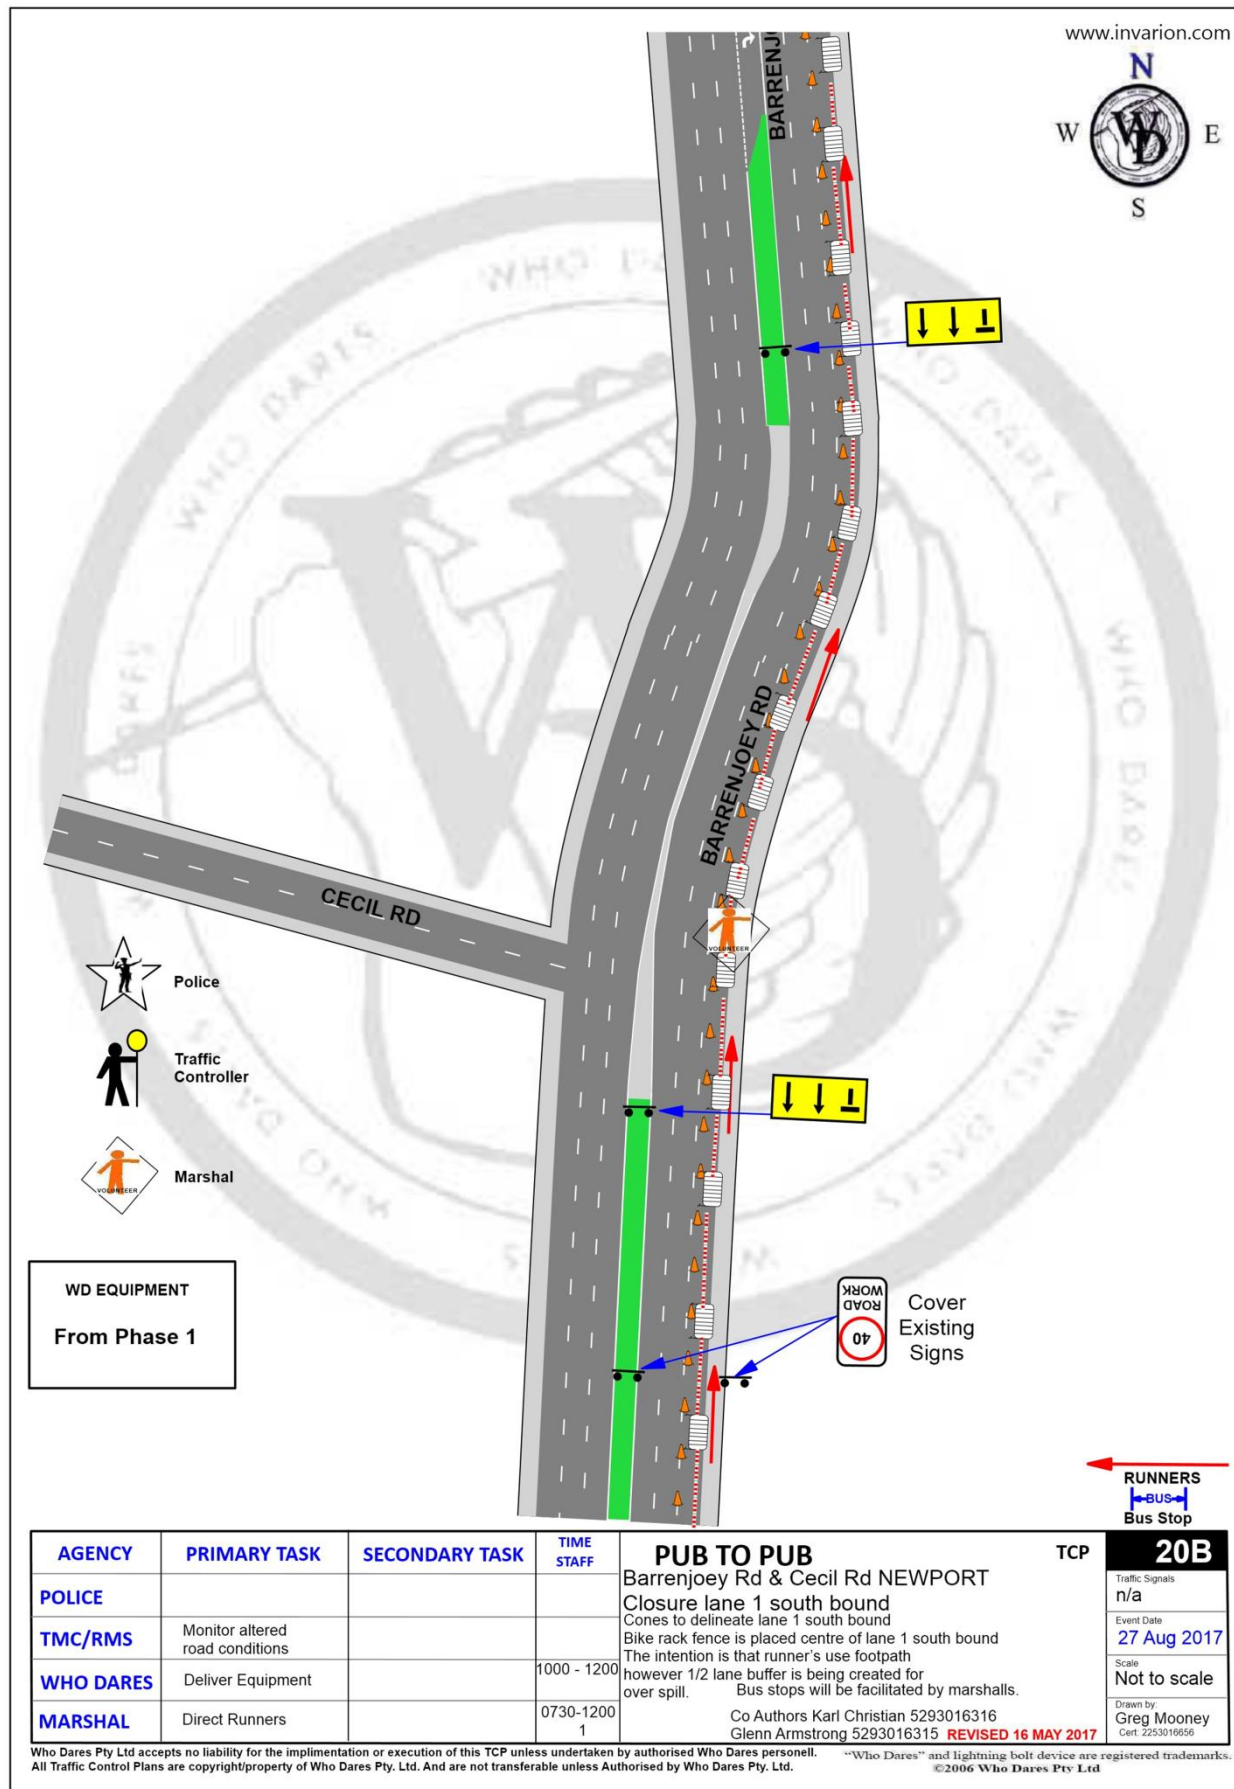 www.invarion.com
N
W
E
S
WD
BARRENJO
WHO DARES
WHO DARES
BARRENJOEY RD
CECIL RD
Police
Traffic
Controller
VOLUNTEER
Marshal
VOLUNTEER
WD EQUIPMENT
From Phase 1
ROAD
WORK
40
Cover
Existing
Signs
RUNNERS
BUS
Bus Stop
AGENCY PRIMARY TASK SECONDARY TASK TIME
STAFF
POLICE
TMC/RMS Monitor altered
road conditions
WHO DARES Deliver Equipment 1000 - 1200
MARSHAL Direct Runners 0730-1200
1
PUB TO PUB TCP
Barrenjoey Rd & Cecil Rd NEWPORT
Closure lane 1 south bound
Cones to delineate lane 1 south bound
Bike rack fence is placed centre of lane 1 south bound
The intention is that runner's use footpath
however 1/2 lane buffer is being created for
over spill. Bus stops will be facilitated by marshalls.
Co Authors Karl Christian 5293016316
Glenn Armstrong 5293016315 REVISED 16 MAY 2017
20B
Traffic Signals
n/a
Event Date
27 Aug 2017
Scale
Not to scale
Drawn by:
Greg Mooney
Cert: 2253016656
Who Dares Pty Ltd accepts no liability for the implimentation or execution of this TCP unless undertaken by authorised Who Dares personell.
All Traffic Control Plans are copyright/property of Who Dares Pty. Ltd. And are not transferable unless Authorised by Who Dares Pty. Ltd.
"Who Dares" and lightning bolt device are registered trademarks.
©2006 Who Dares Pty Ltd